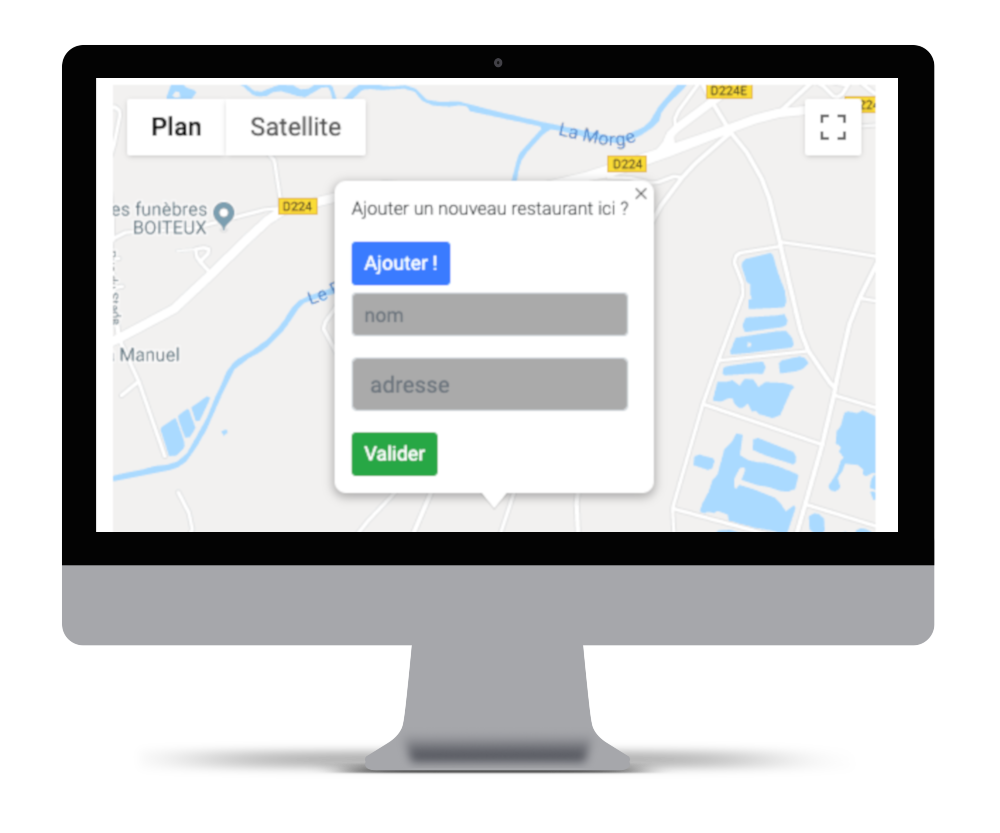 D224E
Plan
Satellite
La Morge
D224
Ajouter un nouveau restaurant ici ?
es funèbres
BOITEUX
D224
Ajouter !
Le
nom
Manuel
adresse
Valider